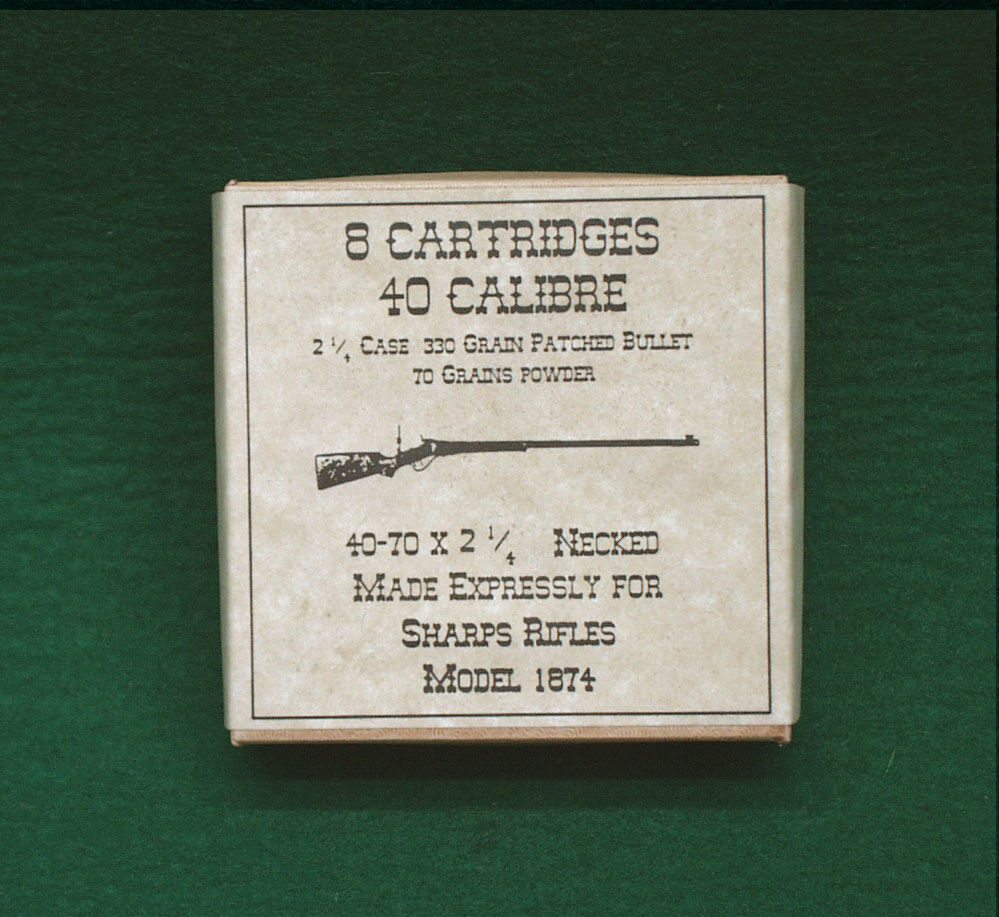 8 CARTRIDGES
40 CALIBRE
2 1/4 CASE 330 GRAIN PATCHED BULLET
70 GRAINS POWDER
40-70 X 2 1/4 NECKED
MADE EXPRESSLY FOR
SHARPS RIFLES
MODEL 1874